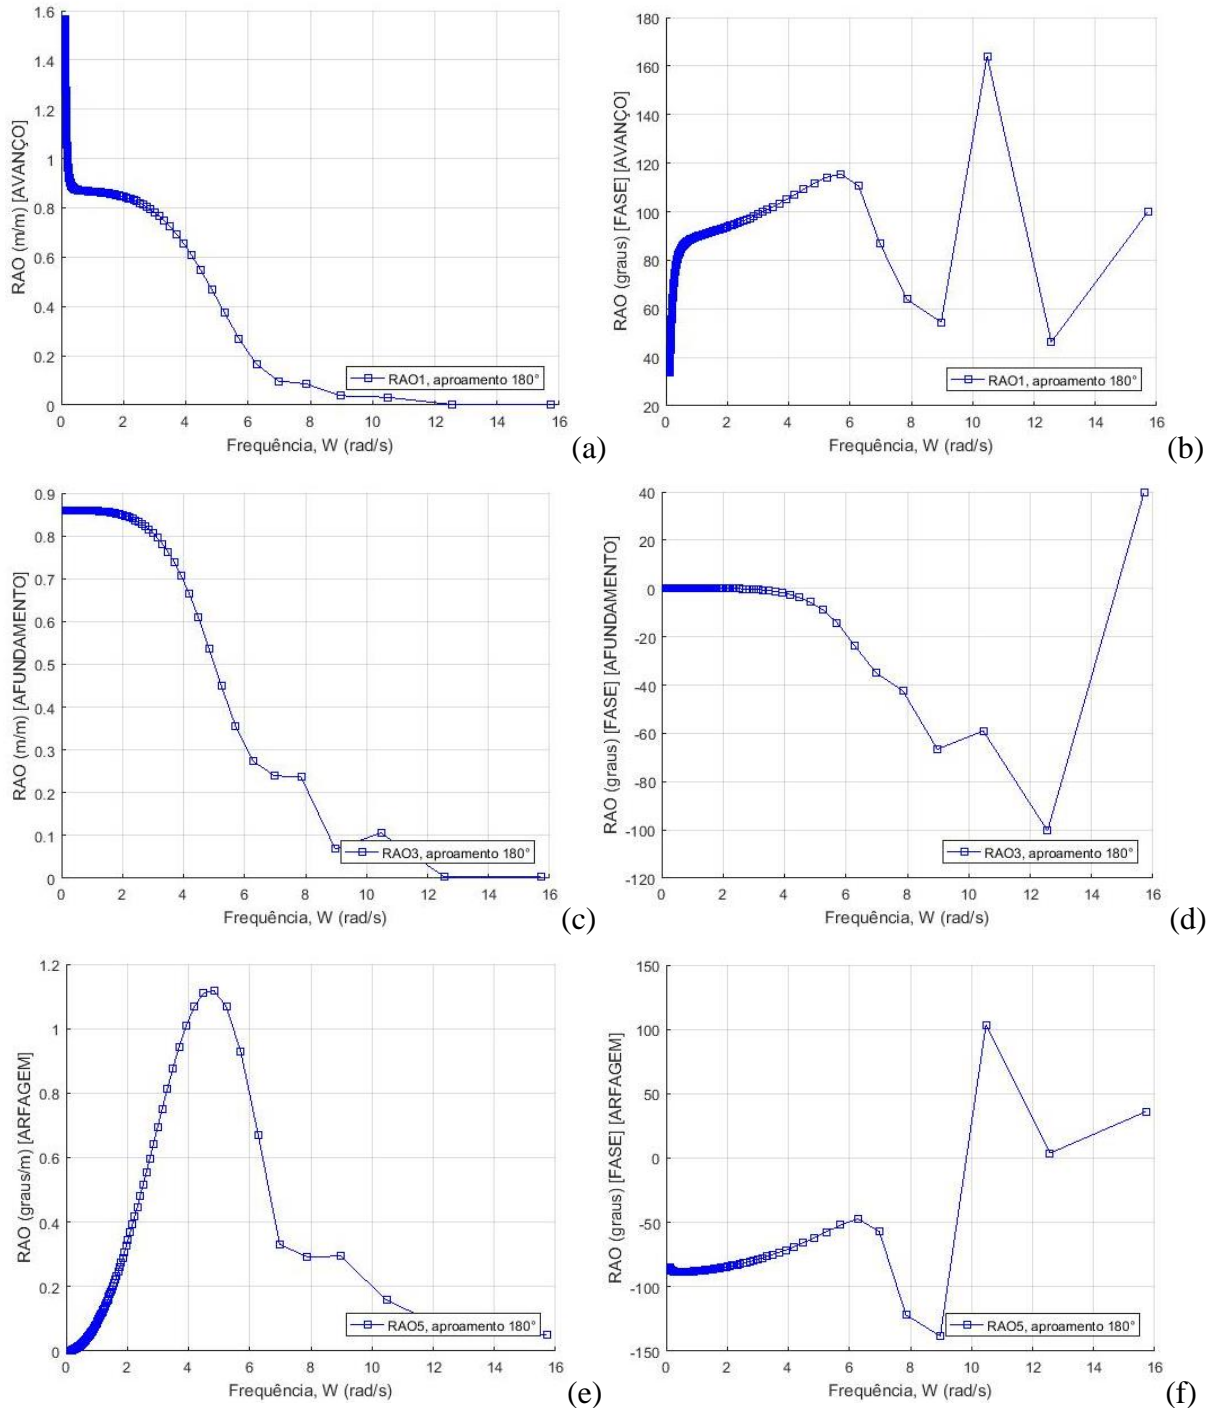 RAO (m/m) [AVANÇO]
1.6
1.4
1.2
1
0.8
0.6
0.4
0.2
0
RAO1, aproamento 180°
0 2 4 6 8 10 12 14 16
Frequência, W (rad/s)
(a)
RAO (graus) [FASE] [AVANÇO]
180
160
140
120
100
80
60
40
20
RAO1, aproamento 180°
0 2 4 6 8 10 12 14 16
Frequência, W (rad/s)
(b)
RAO (m/m) [AFUNDAMENTO]
0.9
0.8
0.7
0.6
0.5
0.4
0.3
0.2
0.1
0
RAO3, aproamento 180°
0 2 4 6 8 10 12 14 16
Frequência, W (rad/s)
(c)
RAO (graus) [FASE] [AFUNDAMENTO]
40
20
0
-20
-40
-60
-80
-100
-120
RAO3, aproamento 180°
0 2 4 6 8 10 12 14 16
Frequência, W (rad/s)
(d)
RAO (graus/m) [ARFAGEM]
1.2
1
0.8
0.6
0.4
0.2
0
RAO5, aproamento 180°
0 2 4 6 8 10 12 14 16
Frequência, W (rad/s)
(e)
RAO (graus) [FASE] [ARFAGEM]
150
100
50
0
-50
-100
-150
RAO5, aproamento 180°
0 2 4 6 8 10 12 14 16
Frequência, W (rad/s)
(f)